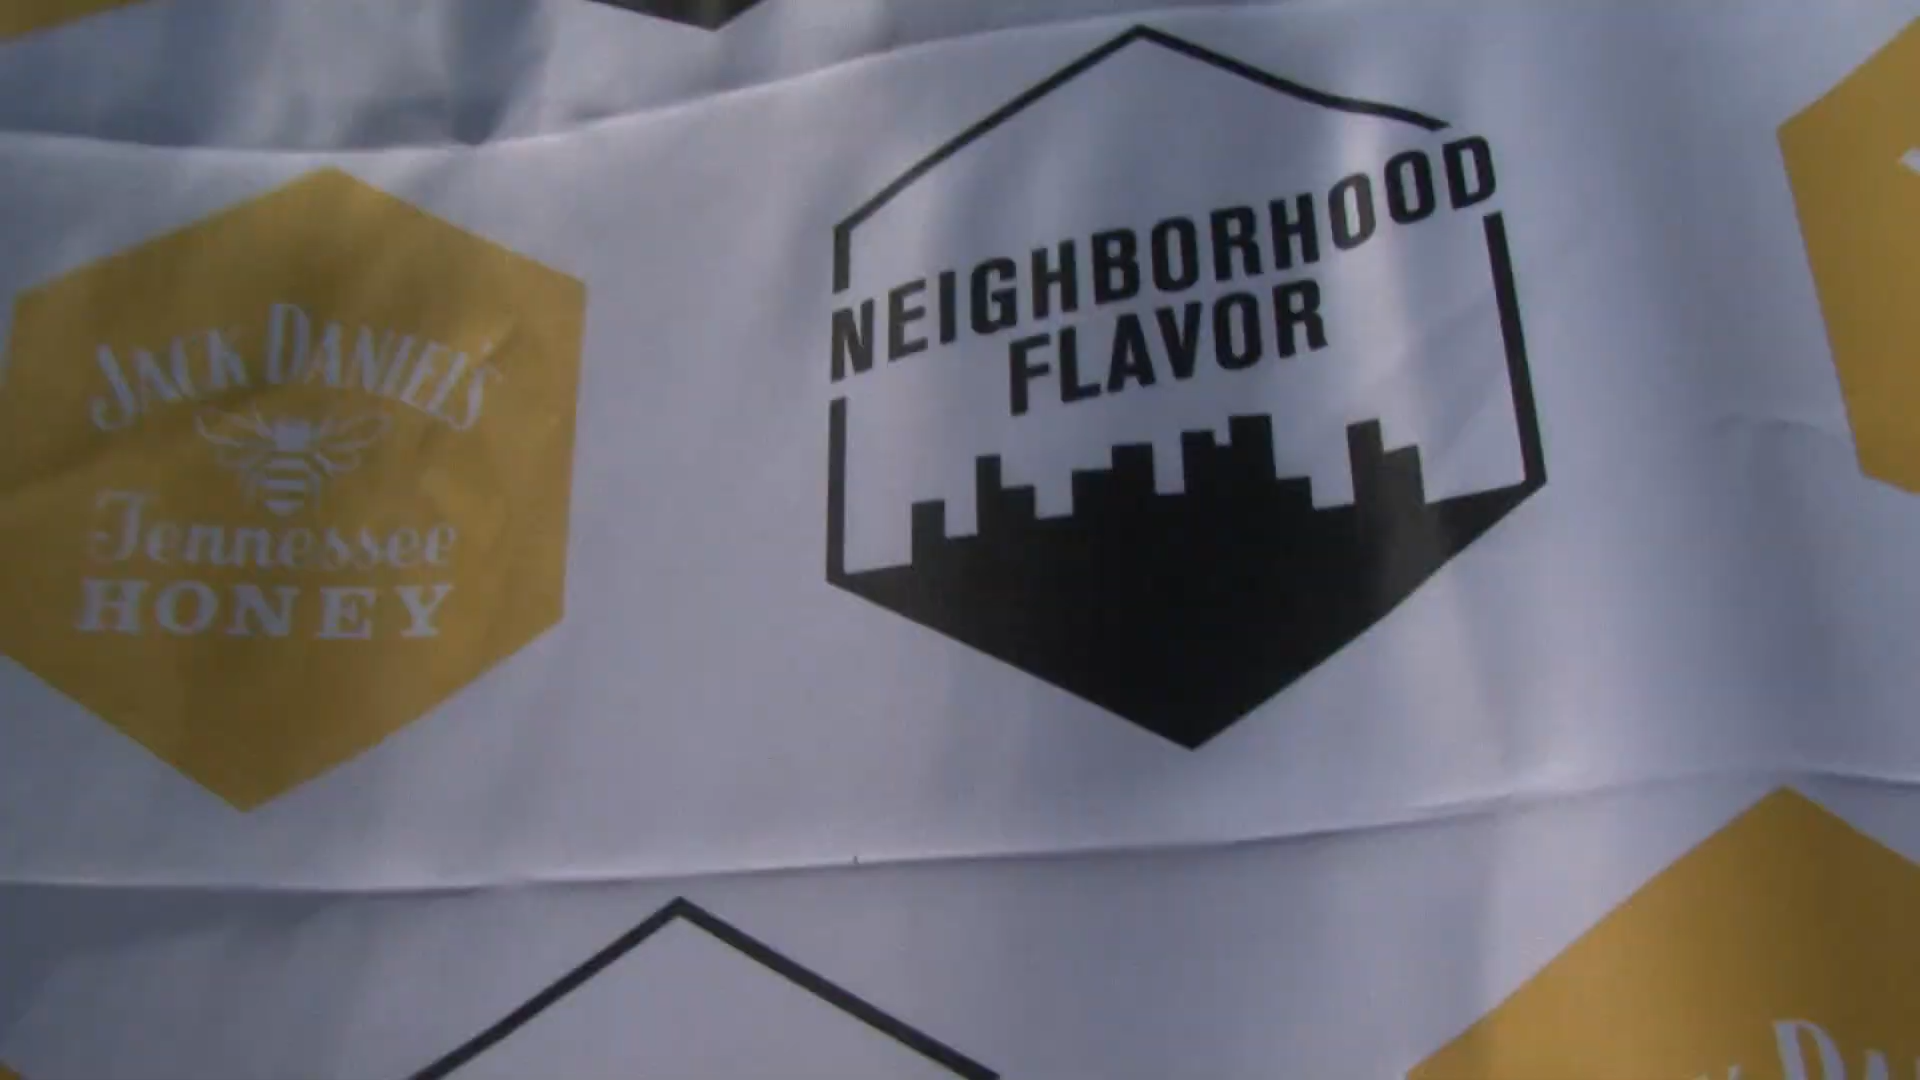 JACK DANIEL'S
Tennessee
HONEY
NEIGHBORHOOD
FLAVOR